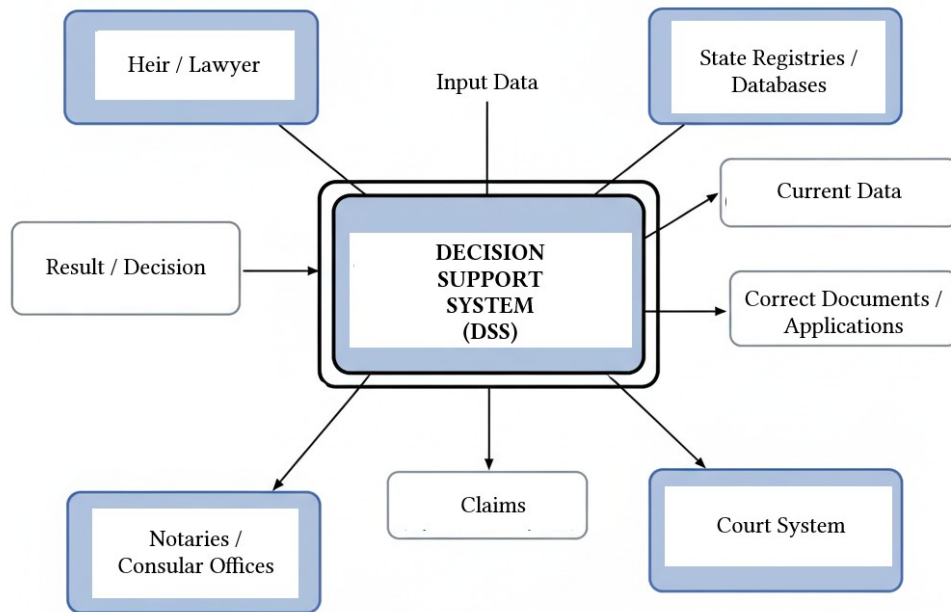 Heir / Lawyer
Input Data
State Registries /
Databases
Current Data
Result / Decision
DECISION
SUPPORT
SYSTEM
(DSS)
Correct Documents /
Applications
Notaries /
Consular Offices
Claims
Court System